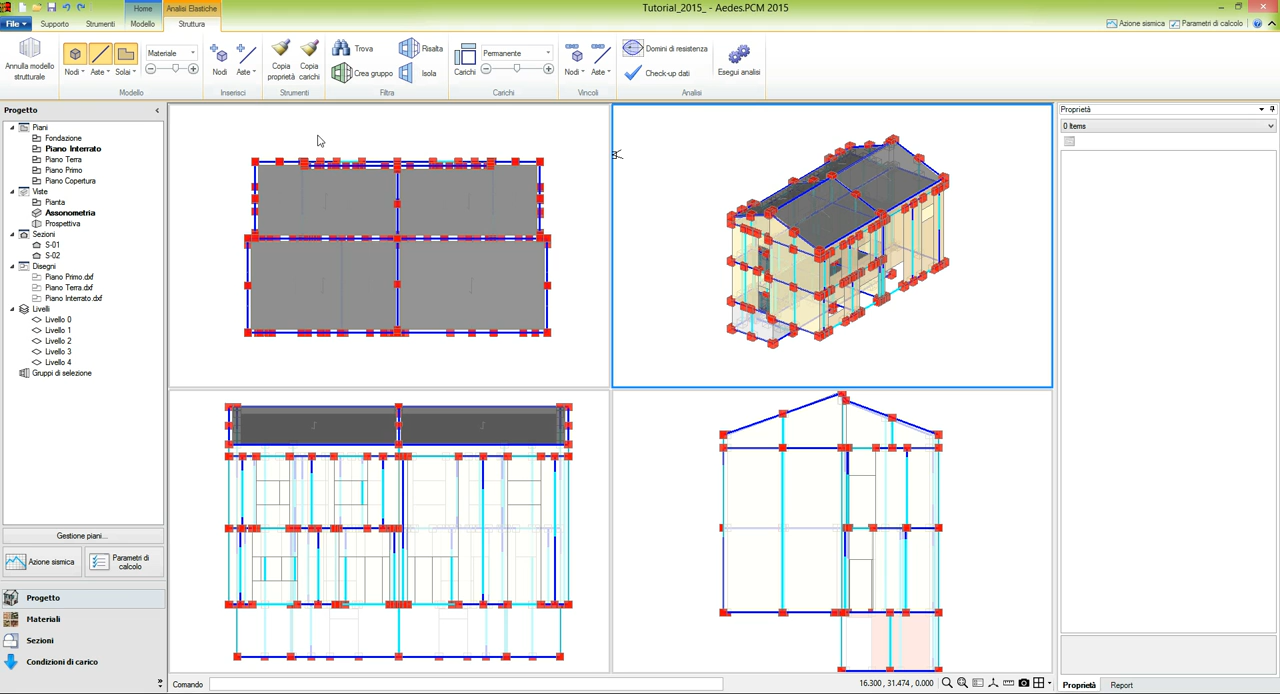 Tutorial_2015_ - Aedes.PCM 2015
Home
Analisi Elastiche
File
Supporto
Strumenti
Modello
Struttura
Azione sismica
Parametri di calcolo
Annulla modello
strutturale
Nodi
Aste
Solai
Materiale
Modello
Nodi
Aste
Inserisci
Copia
proprietà
Copia
carichi
Strumenti
Trova
Crea gruppo
Risalta
Isola
Filtra
Carichi
Permanente
Carichi
Nodi
Aste
Vincoli
Domini di resistenza
Check-up dati
Esegui analisi
Analisi
Progetto
Piani
Fondazione
Piano Interrato
Piano Terra
Piano Primo
Piano Copertura
Viste
Pianta
Assonometria
Prospettiva
Sezioni
S-01
S-02
Disegni
Piano Primo.dxf
Piano Terra.dxf
Piano Interrato.dxf
Livelli
Livello 0
Livello 1
Livello 2
Livello 3
Livello 4
Gruppi di selezione
Gestione piani...
Azione sismica
Parametri di
calcolo
Progetto
Materiali
Sezioni
Condizioni di carico
Proprietà
0 Items
Comando
16.300 , 31.474 , 0.000
Proprietà
Report